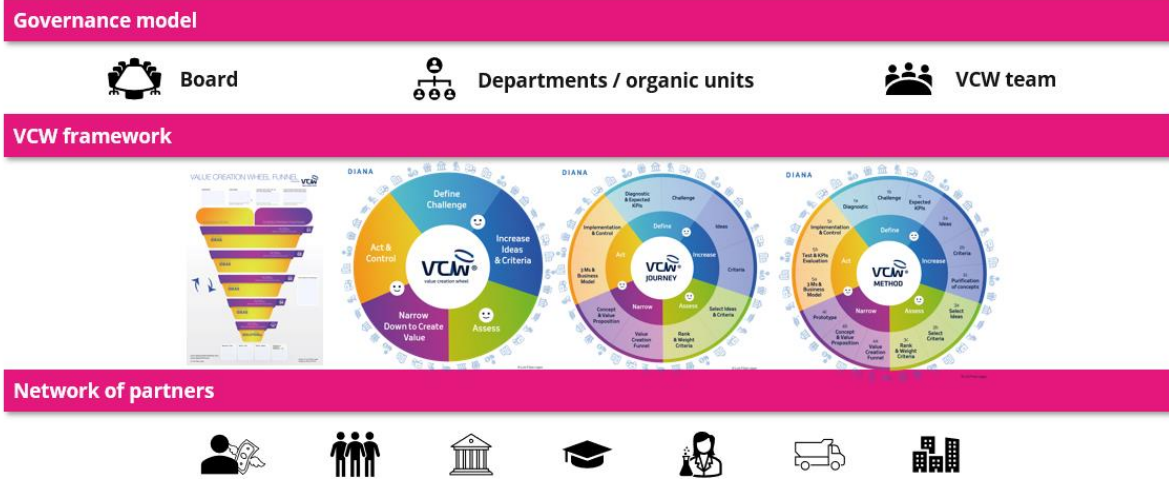 Governance model
Board
Departments / organic units
VCW team
VCW framework
VALUE CREATION WHEEL FUNNEL
VCW
DIANA
Define
Challenge
Increase
Ideas
& Criteria
Assess
Narrow
Down to Create
Value
Act &
Control
VCW
value creation wheel
DIANA
Diagnostic
& Expected
KPIs
Challenge
Ideas
Criteria
Select Ideas
& Criteria
Rank
& Weight
Criteria
Value
Creation
Funnel
Concept
& Value
Proposition
3 Ms &
Business
Model
Implementation
& Control
Define
Increase
Assess
Narrow
Act
VCW
JOURNEY
DIANA
Diagnostic
Challenge
Expected
KPIs
Ideas
Criteria
Purification
of concepts
Select
Ideas
Select
Criteria
Rank
& Weight
Criteria
Value
Creation
Funnel
Concept
& Value
Proposition
Prototype
3 Ms &
Business
Model
Test & KPIs
Evaluation
Implementation
& Control
Define
Increase
Assess
Narrow
Act
VCW
METHOD
Network of partners